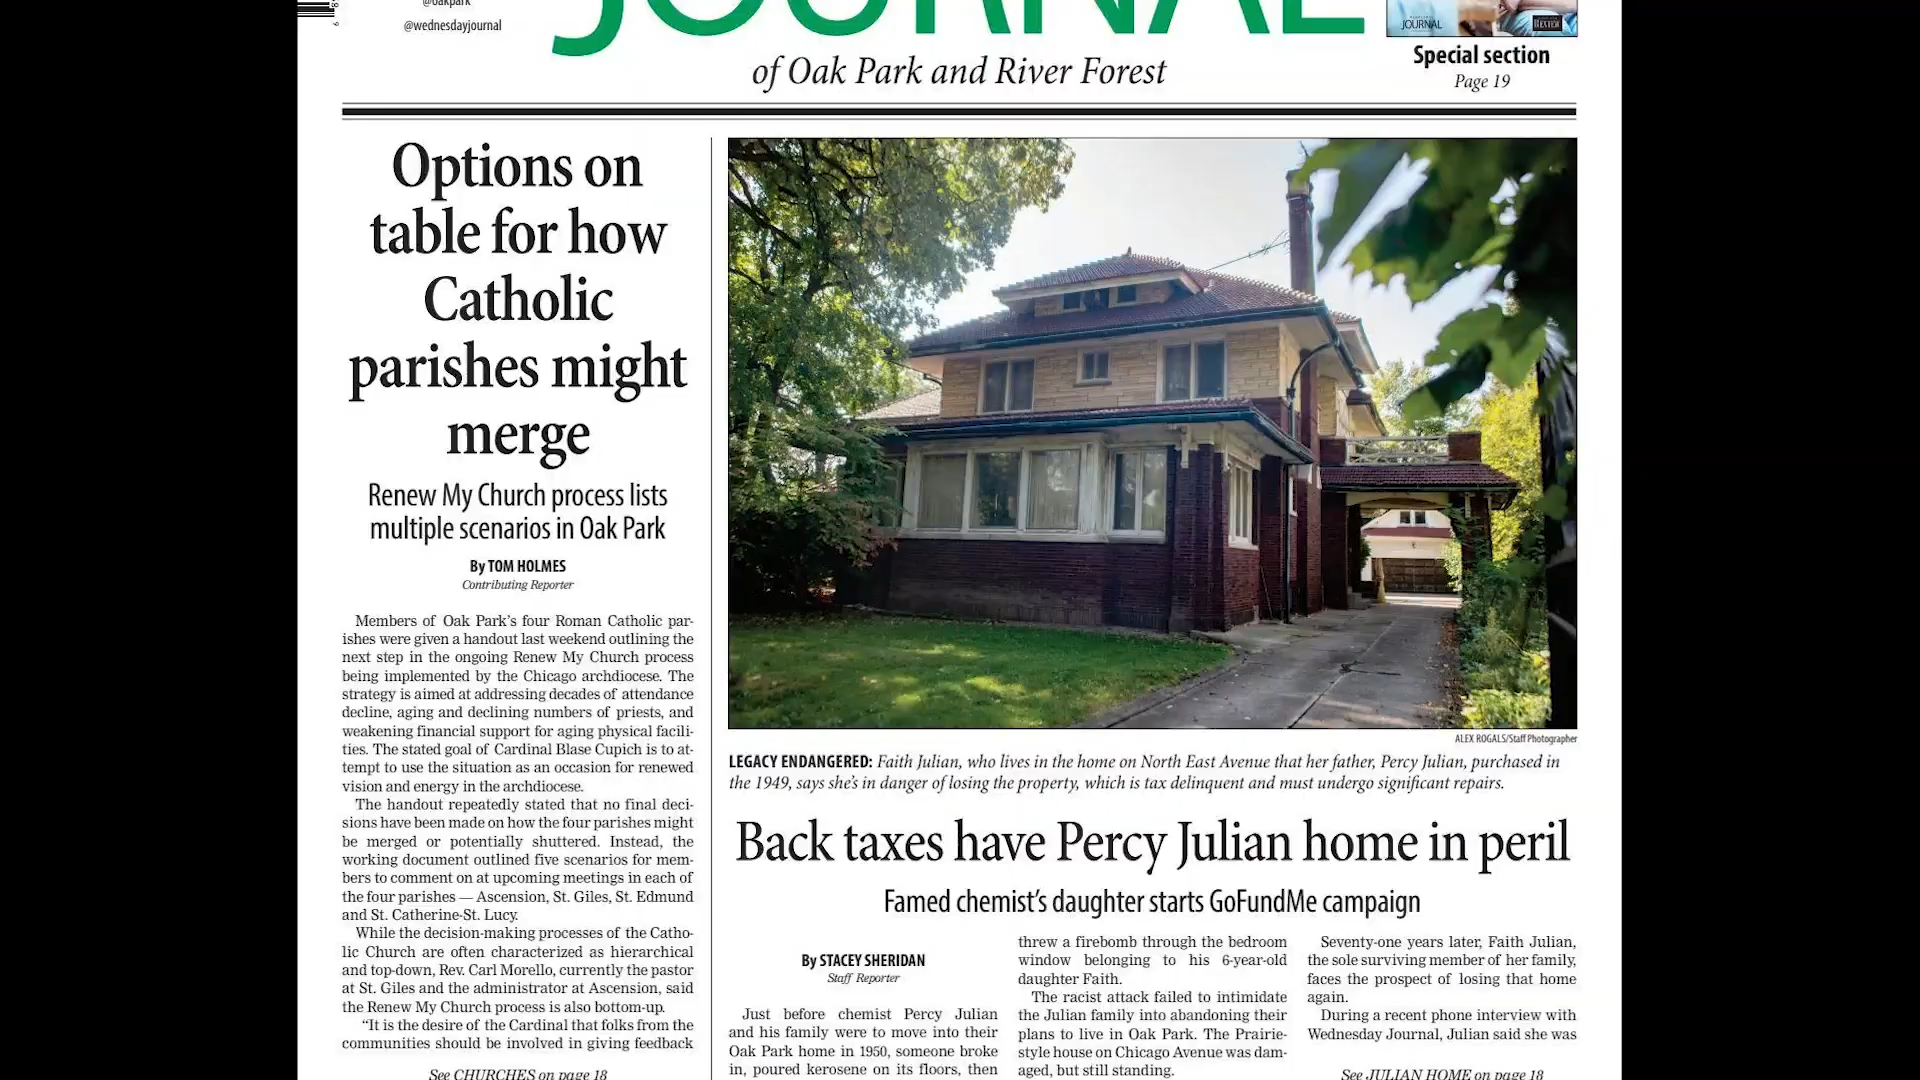 @oakpark
@wednesdayjournal
JOURNAL
of Oak Park and River Forest
JOURNAL
REVIEW
Special section
Page 19
Options on
table for how
Catholic
parishes might
merge
Renew My Church process lists
multiple scenarios in Oak Park
By TOM HOLMES
Contributing Reporter
Members of Oak Park's four Roman Catholic par-
ishes were given a handout last weekend outlining the
next step in the ongoing Renew My Church process
being implemented by the Chicago archdiocese. The
strategy is aimed at addressing decades of attendance
decline, aging and declining numbers of priests, and
weakening financial support for aging physical facili-
ties. The stated goal of Cardinal Blase Cupich is to at-
tempt to use the situation as an occasion for renewed
vision and energy in the archdiocese.
The handout repeatedly stated that no final deci-
sions have been made on how the four parishes might
be merged or potentially shuttered. Instead, the
working document outlined five scenarios for mem-
bers to comment on at upcoming meetings in each of
the four parishes — Ascension, St. Giles, St. Edmund
and St. Catherine-St. Lucy.
While the decision-making processes of the Catho-
lic Church are often characterized as hierarchical
and top-down, Rev. Carl Morello, currently the pastor
at St. Giles and the administrator at Ascension, said
the Renew My Church process is also bottom-up.
"It is the desire of the Cardinal that folks from the
communities should be involved in giving feedback
See CHURCHES on page 18
ALEX ROGALS/Staff Photographer
LEGACY ENDANGERED: Faith Julian, who lives in the home on North East Avenue that her father, Percy Julian, purchased in
the 1949, says she's in danger of losing the property, which is tax delinquent and must undergo significant repairs.
Back taxes have Percy Julian home in peril
Famed chemist's daughter starts GoFundMe campaign
By STACEY SHERIDAN
Staff Reporter
Just before chemist Percy Julian
and his family were to move into their
Oak Park home in 1950, someone broke
in, poured kerosene on its floors, then
threw a firebomb through the bedroom
window belonging to his 6-year-old
daughter Faith.
The racist attack failed to intimidate
the Julian family into abandoning their
plans to live in Oak Park. The Prairie-
style house on Chicago Avenue was dam-
aged, but still standing.
Seventy-one years later, Faith Julian,
the sole surviving member of her family,
faces the prospect of losing that home
again.
During a recent phone interview with
Wednesday Journal, Julian said she was
See JULIAN HOME on page 18